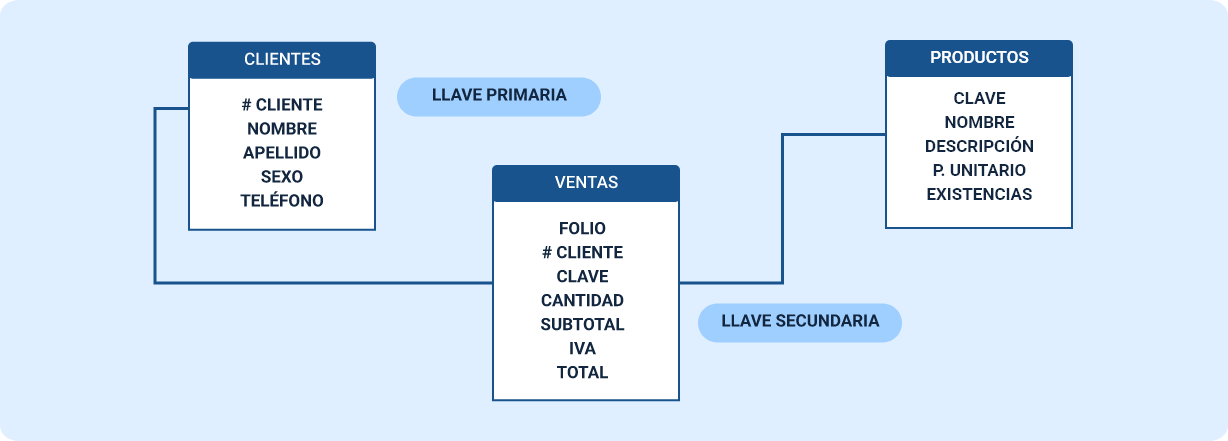 CLIENTES
# CLIENTE
NOMBRE
APELLIDO
SEXO
TELÉFONO
LLAVE PRIMARIA
VENTAS
FOLIO
# CLIENTE
CLAVE
CANTIDAD
SUBTOTAL
IVA
TOTAL
LLAVE SECUNDARIA
PRODUCTOS
CLAVE
NOMBRE
DESCRIPCIÓN
P. UNITARIO
EXISTENCIAS